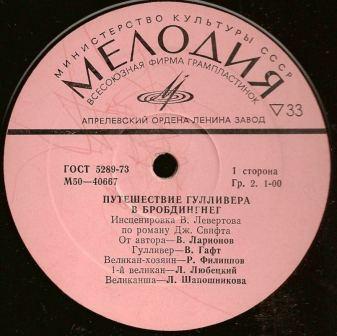 МИНИСТЕРСТВО КУЛЬТУРЫ СССР
МЕЛОДИЯ
ВСЕСОЮЗНАЯ ФИРМА ГРАМПЛАСТИНОК
33
АПРЕЛЕВСКИЙ ОРДЕНА ЛЕНИНА ЗАВОД
ГОСТ 5289-73
М50-40667
1 сторона
Гр. 2. 1-00
ПУТЕШЕСТВИЕ ГУЛЛИВЕРА
В БРОБДИНГНЕГ
Инсценировка В. Левертова
по роману Дж. Свифта
От автора—В. Ларионов
Гулливер—В. Гафт
Великан-хозяин—Р. Филиппов
1-й великан—Л. Любецкий
Великанша—Л. Шапошникова